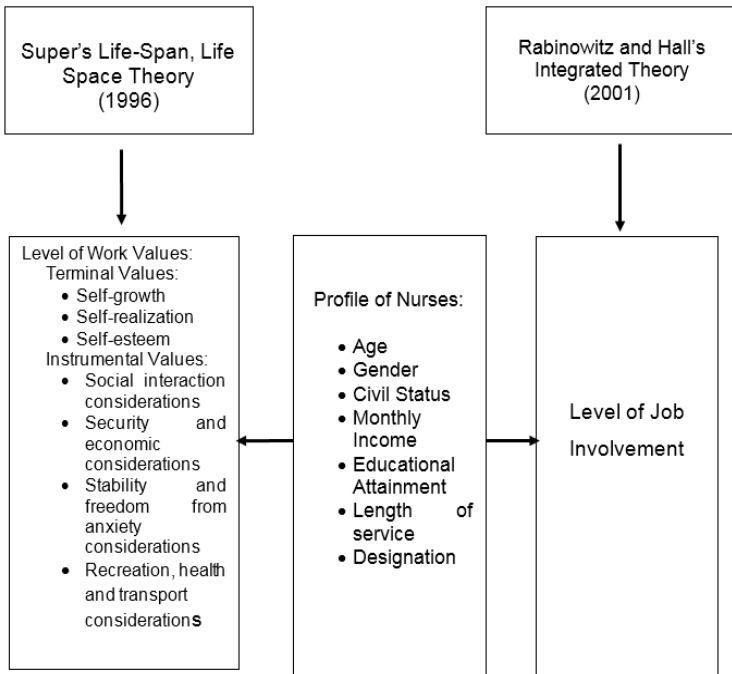 Super's Life-Span, Life
Space Theory
(1996)
Rabinowitz and Hall's
Integrated Theory
(2001)
Level of Work Values:
Terminal Values:
• Self-growth
• Self-realization
• Self-esteem
Instrumental Values:
• Social interaction
considerations
• Security and
economic
considerations
• Stability and
freedom from
anxiety
considerations
• Recreation, health
and transport
considerations
Profile of Nurses:
• Age
• Gender
• Civil Status
• Monthly
Income
• Educational
Attainment
• Length of
service
• Designation
Level of Job
Involvement